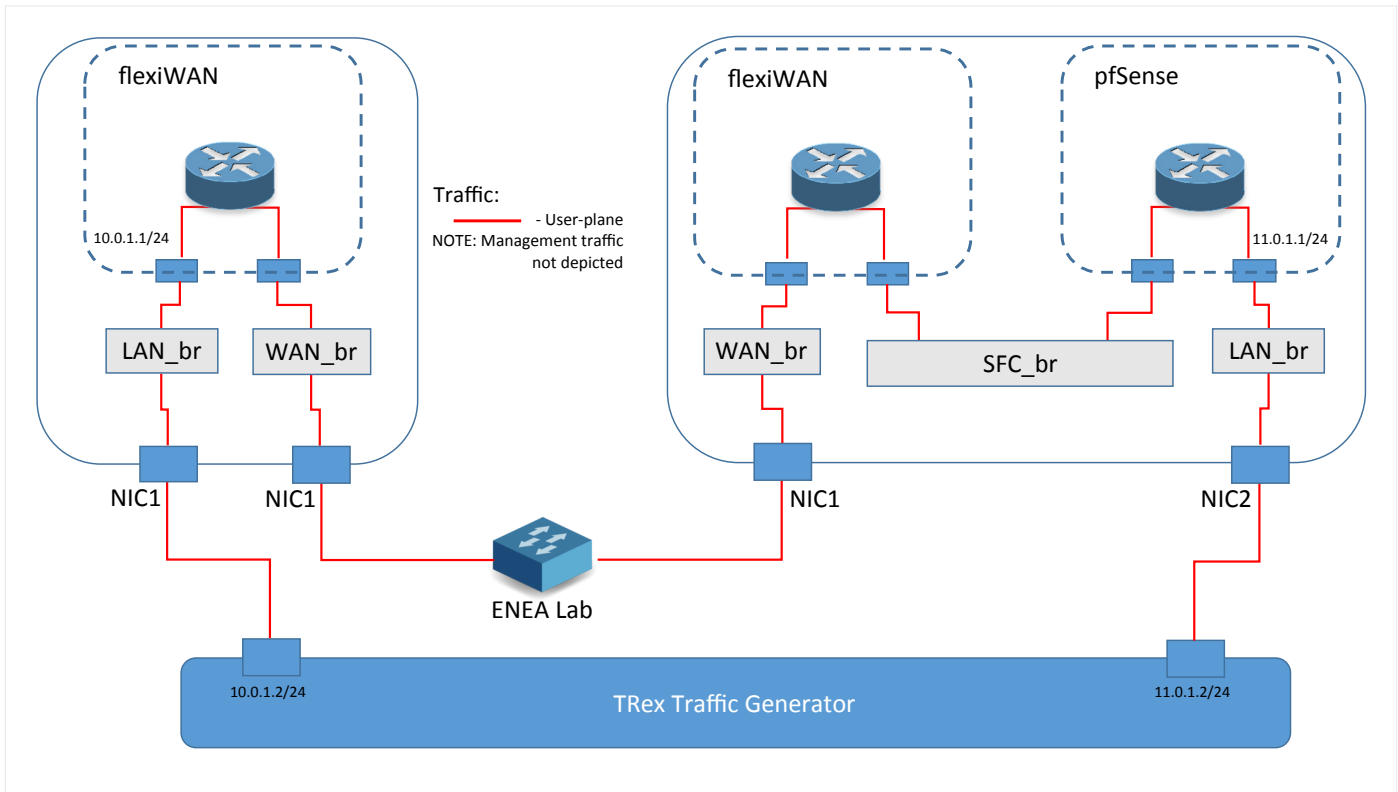 flexiWAN
flexiWAN
pfSense
Traffic:
- User-plane
NOTE: Management traffic
not depicted
10.0.1.1/24
11.0.1.1/24
LAN_br
WAN_br
WAN_br
SFC_br
LAN_br
NIC1
NIC1
NIC1
NIC2
ENEA Lab
10.0.1.2/24
TRex Traffic Generator
11.0.1.2/24